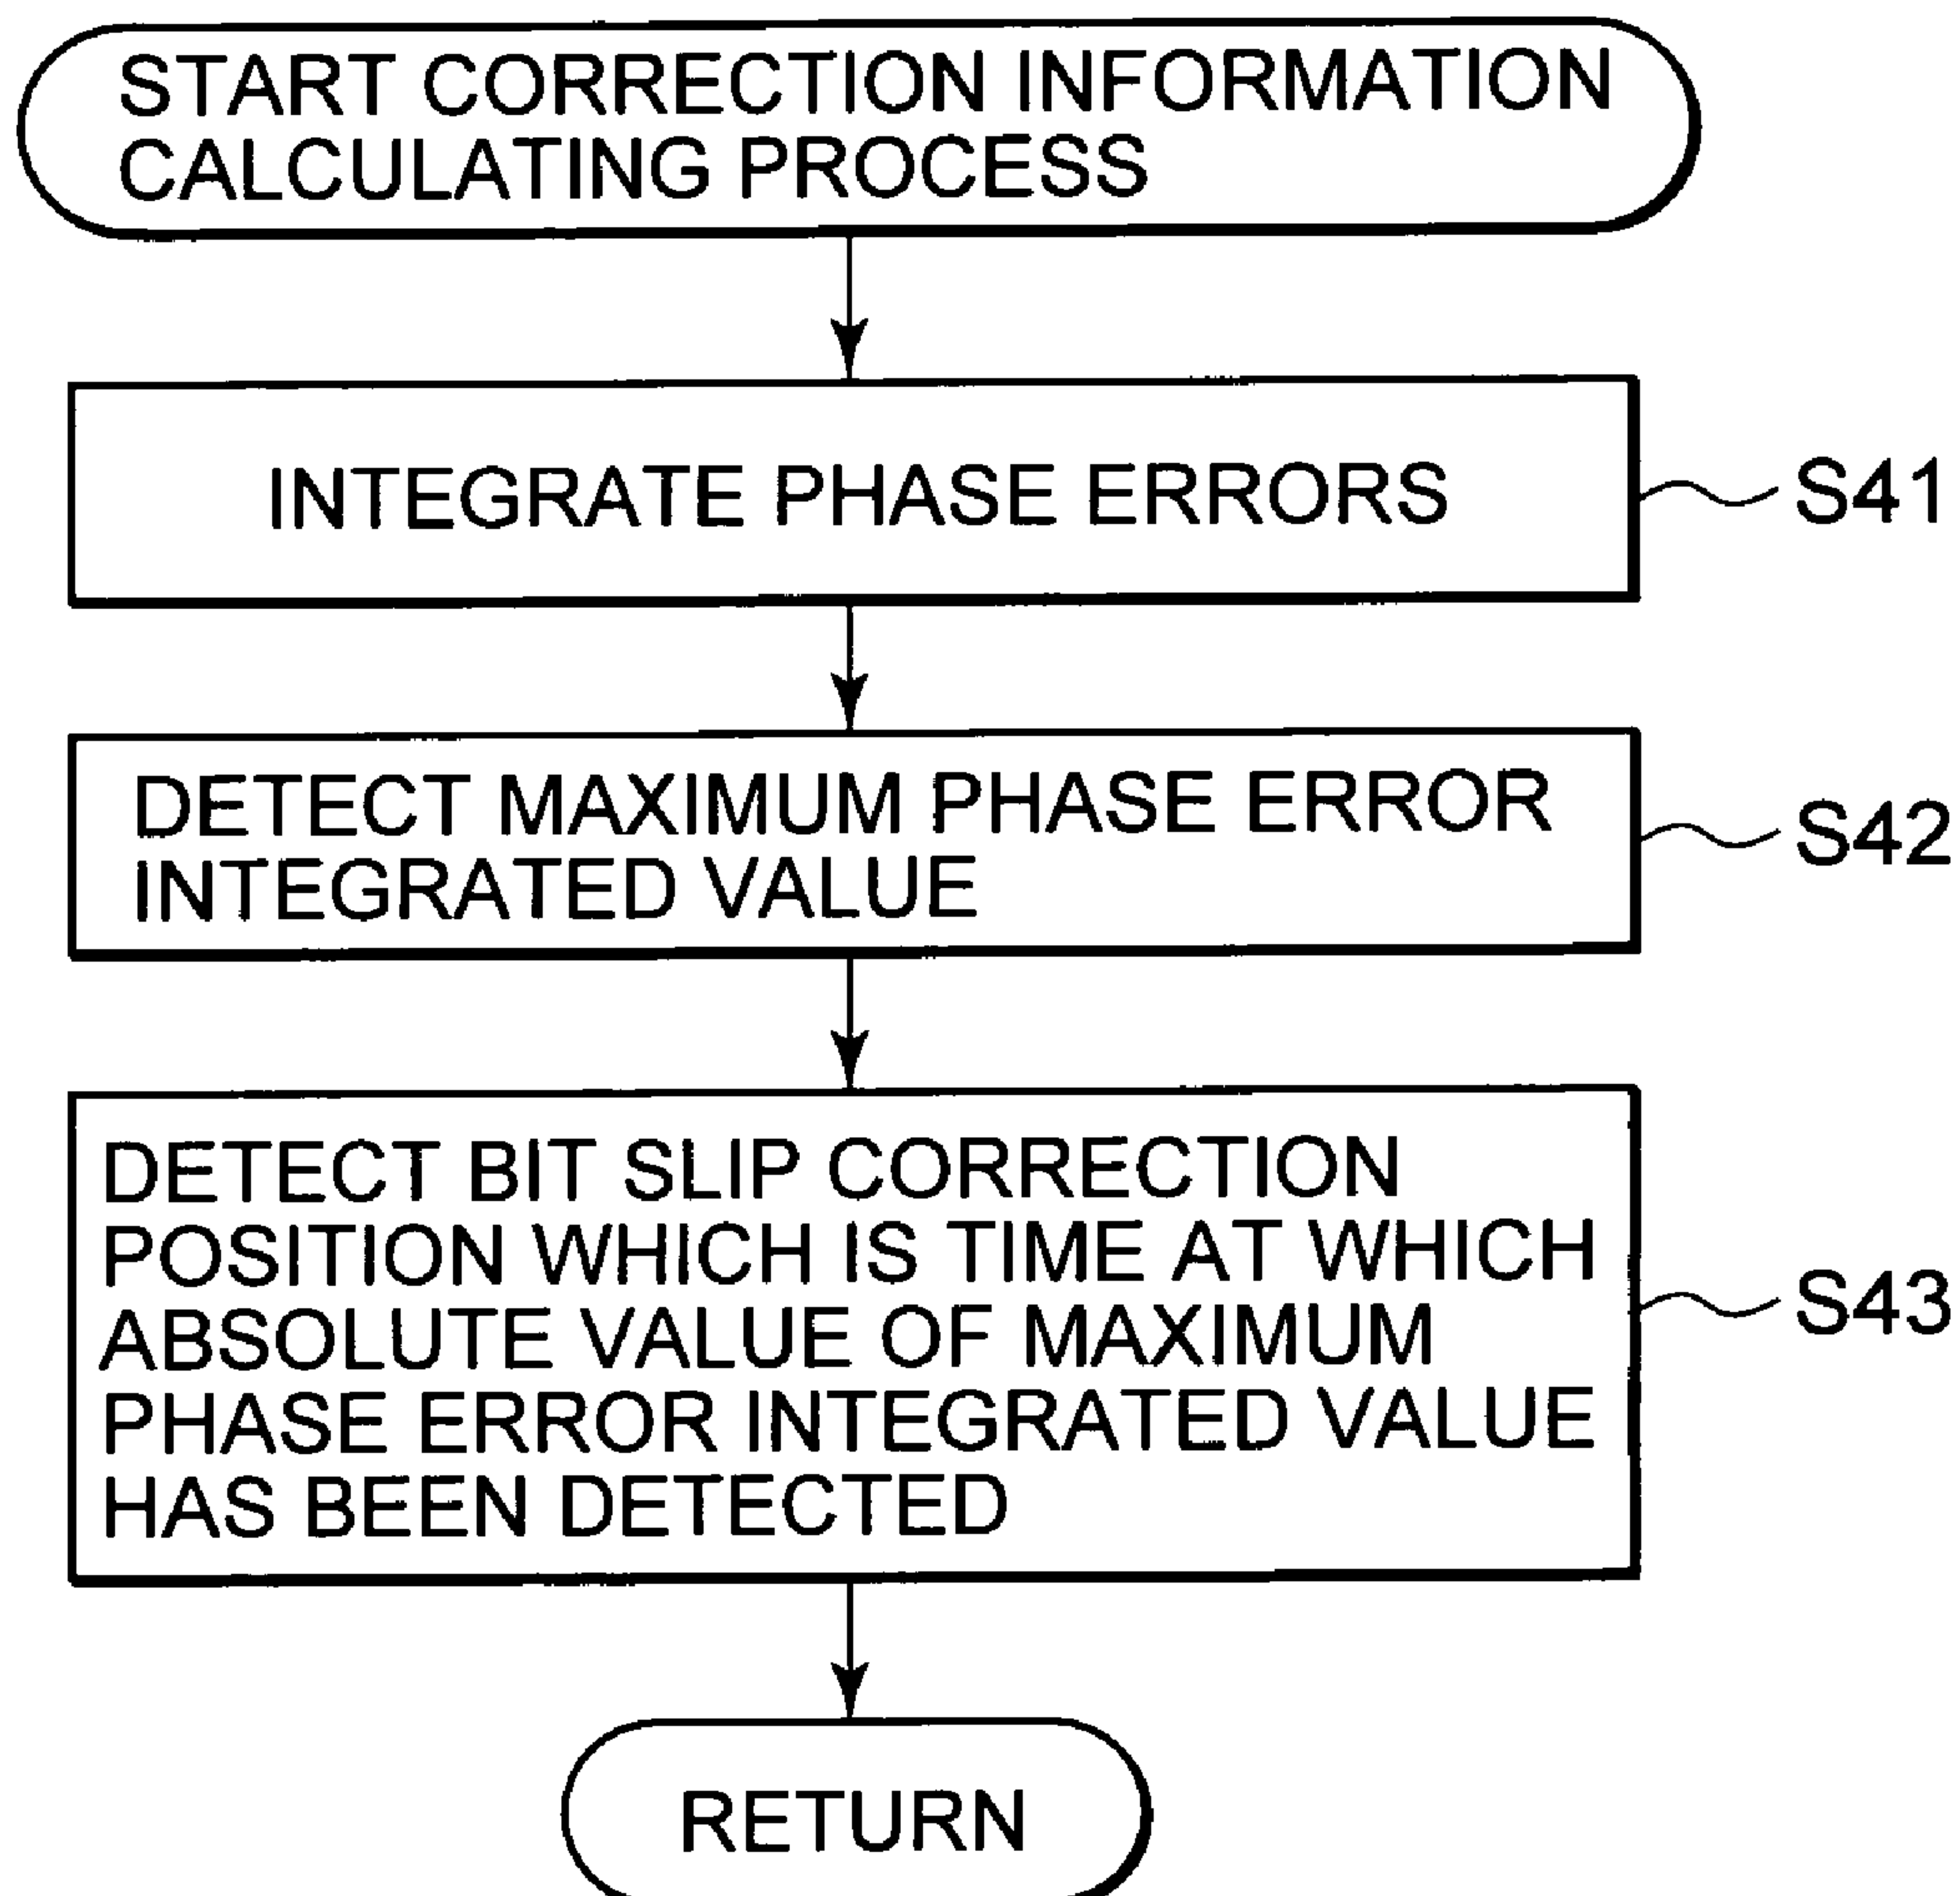 START CORRECTION INFORMATION
CALCULATING PROCESS
INTEGRATE PHASE ERRORS
S41
DETECT MAXIMUM PHASE ERROR
INTEGRATED VALUE
S42
DETECT BIT SLIP CORRECTION
POSITION WHICH IS TIME AT WHICH
ABSOLUTE VALUE OF MAXIMUM
PHASE ERROR INTEGRATED VALUE
HAS BEEN DETECTED
S43
RETURN